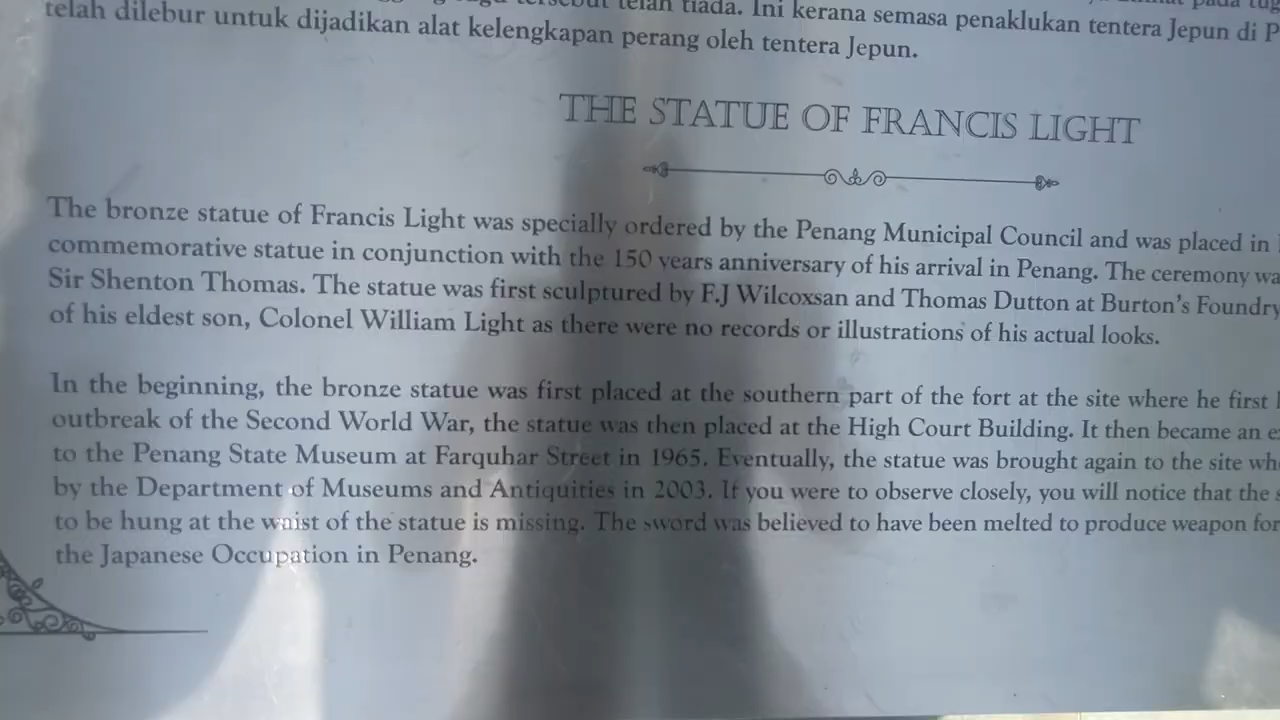 telah dilebur untuk dijadikan alat kelengkapan perang oleh tentera Jepun.
telah tiada. Ini kerana semasa penaklukan tentera Jepun di
THE STATUE OF FRANCIS LIGHT
The bronze statue of Francis Light was specially ordered by the Penang Municipal Council and was placed in
commemorative statue in conjunction with the 150 years anniversary of his arrival in Penang. The ceremony
Sir Shenton Thomas. The statue was first sculptured by F.J Wilcoxsan and Thomas Dutton at Burton's Foundry
of his eldest son, Colonel William Light as there were no records or illustrations of his actual looks.
In the beginning, the bronze statue was first placed at the southern part of the fort at the site where he first
outbreak of the Second World War, the statue was then placed at the High Court Building. It then became an
to the Penang State Museum at Farquhar Street in 1965. Eventually, the statue was brought again to the site
by the Department of Museums and Antiquities in 2003. If you were to observe closely, you will notice that the
to be hung at the waist of the statue is missing. The sword was believed to have been melted to produce weapon for
the Japanese Occupation in Penang.